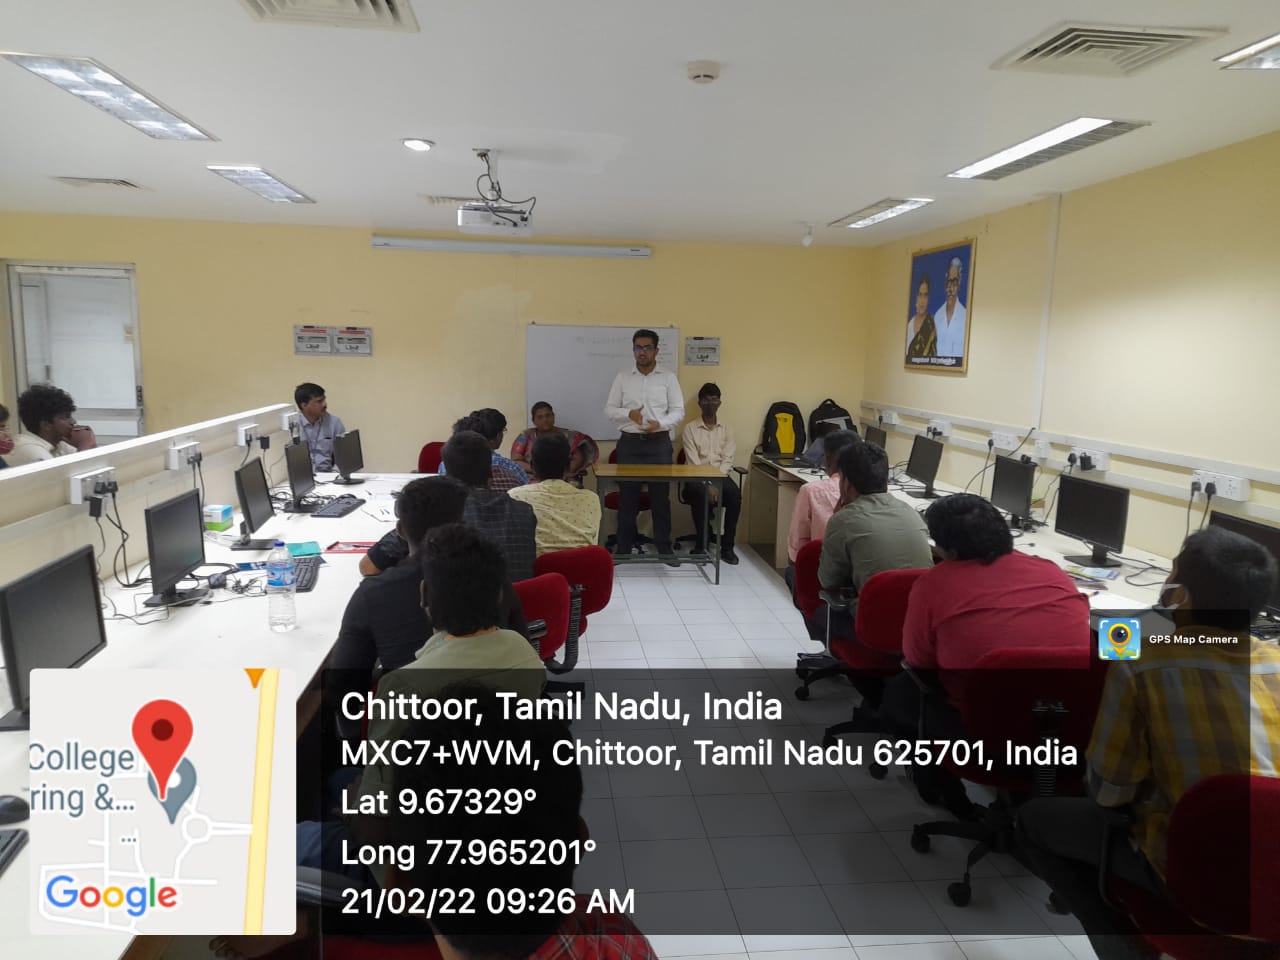 GPS Map Camera
College
ring &...
...
Google
Chittoor, Tamil Nadu, India
MXC7+WVM, Chittoor, Tamil Nadu 625701, India
Lat 9.67329°
Long 77.965201°
21/02/22 09:26 AM